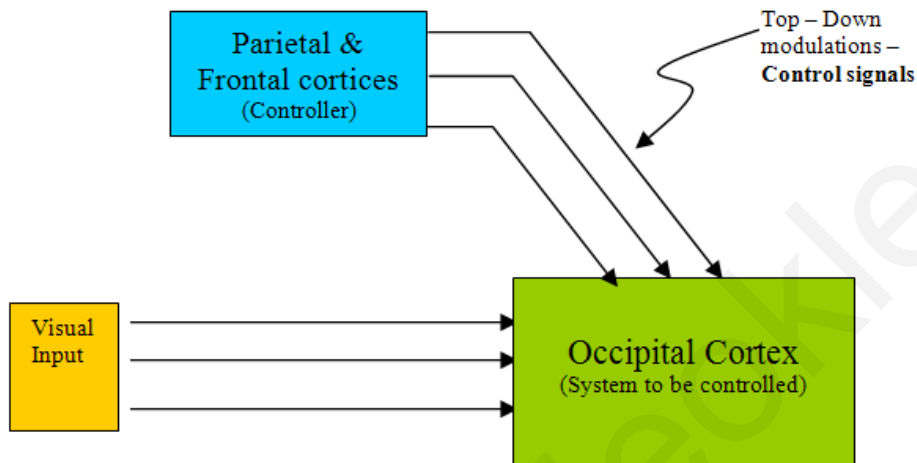 Parietal &
Frontal cortices
(Controller)
Top – Down
modulations –
Control signals
Visual
Input
Occipital Cortex
(System to be controlled)